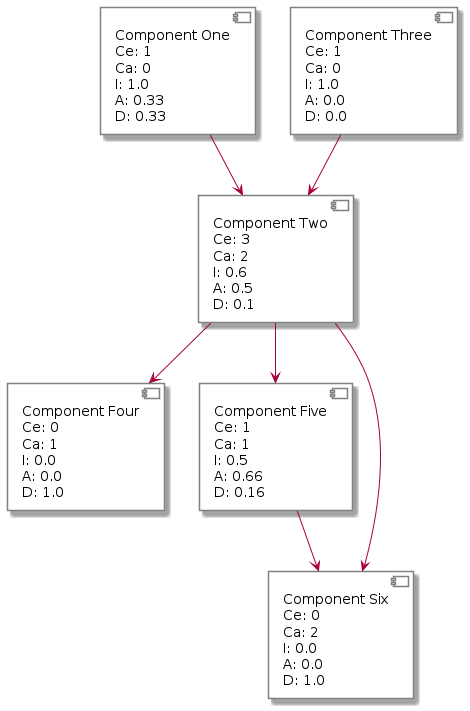 Component One
Ce: 1
Ca: 0
I: 1.0
A: 0.33
D: 0.33
Component Three
Ce: 1
Ca: 0
I: 1.0
A: 0.0
D: 0.0
Component Two
Ce: 3
Ca: 2
I: 0.6
A: 0.5
D: 0.1
Component Four
Ce: 0
Ca: 1
I: 0.0
A: 0.0
D: 1.0
Component Five
Ce: 1
Ca: 1
I: 0.5
A: 0.66
D: 0.16
Component Six
Ce: 0
Ca: 2
I: 0.0
A: 0.0
D: 1.0